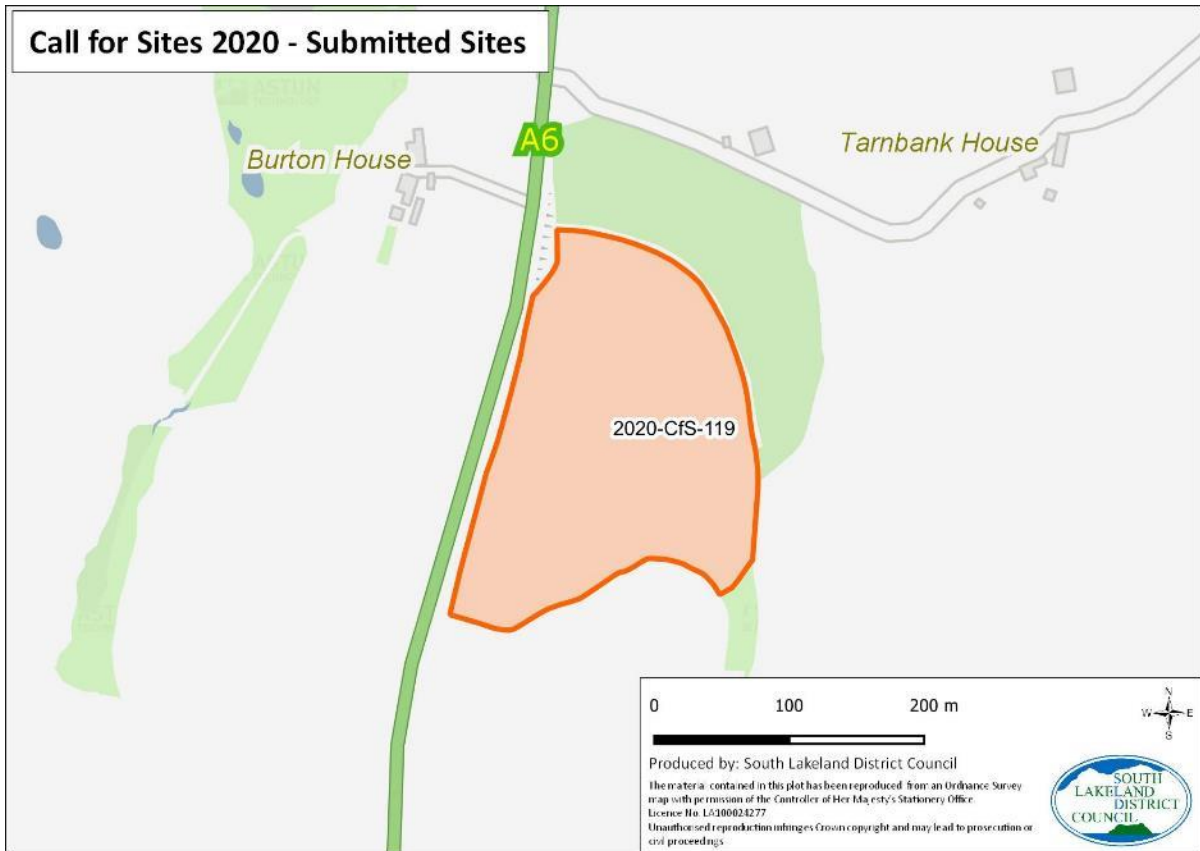 Call for Sites 2020 - Submitted Sites
ASTUN
A6
Burton House
Tarnbank House
2020-CfS-119
0 100 200 m
N
W E
S
Produced by: South Lakeland District Council
The material contained in this plot has been reproduced from an Ordnance Survey
map with permission of the Controller of Her Majesty's Stationery Office
Licence No. LA100024277
Unauthorised reproduction infringes Crown copyright and may lead to prosecution or
civil proceedings
SOUTH
LAKELAND
DISTRICT
COUNCIL